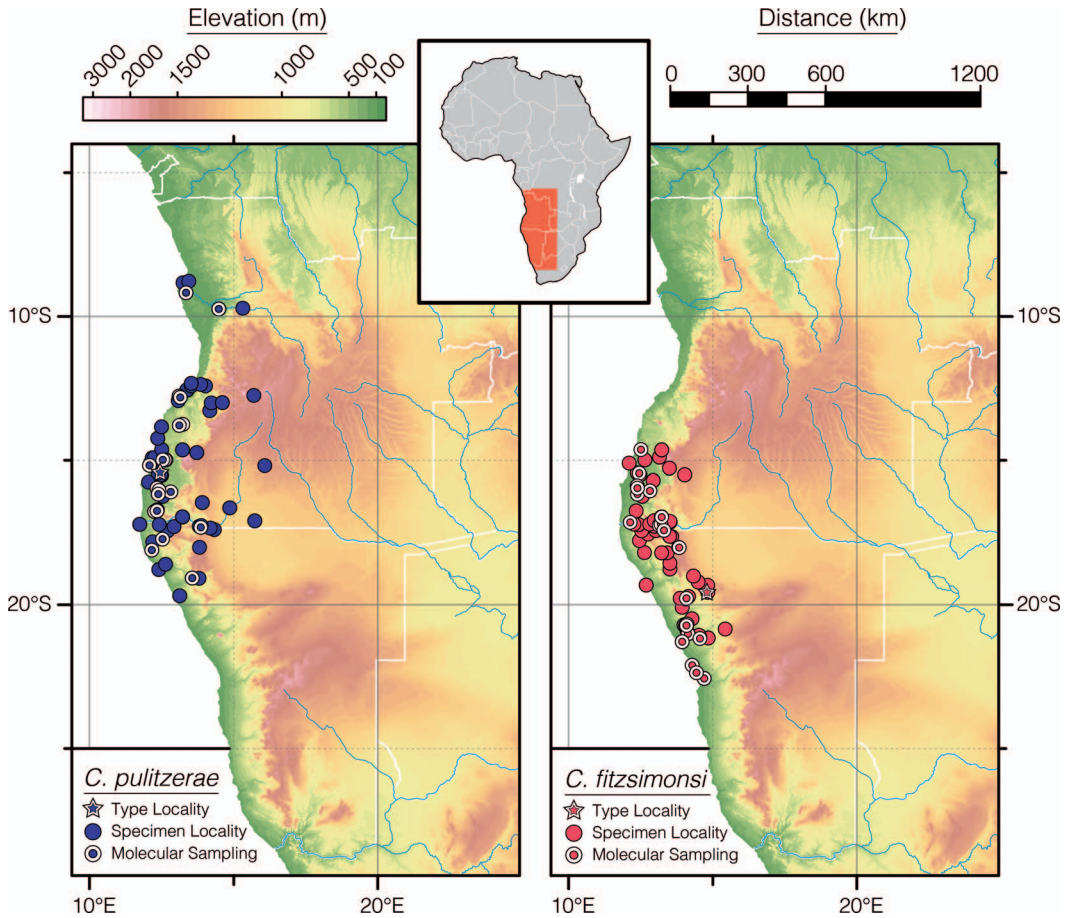 Elevation (m)
Distance (km)
3000
2000
1500
1000
500
100
0
300
600
1200
10°S
10°S
20°S
20°S
C. pulitzerae
Type Locality
Specimen Locality
Molecular Sampling
C. fitzsimonsi
Type Locality
Specimen Locality
Molecular Sampling
10°E
20°E
10°E
20°E